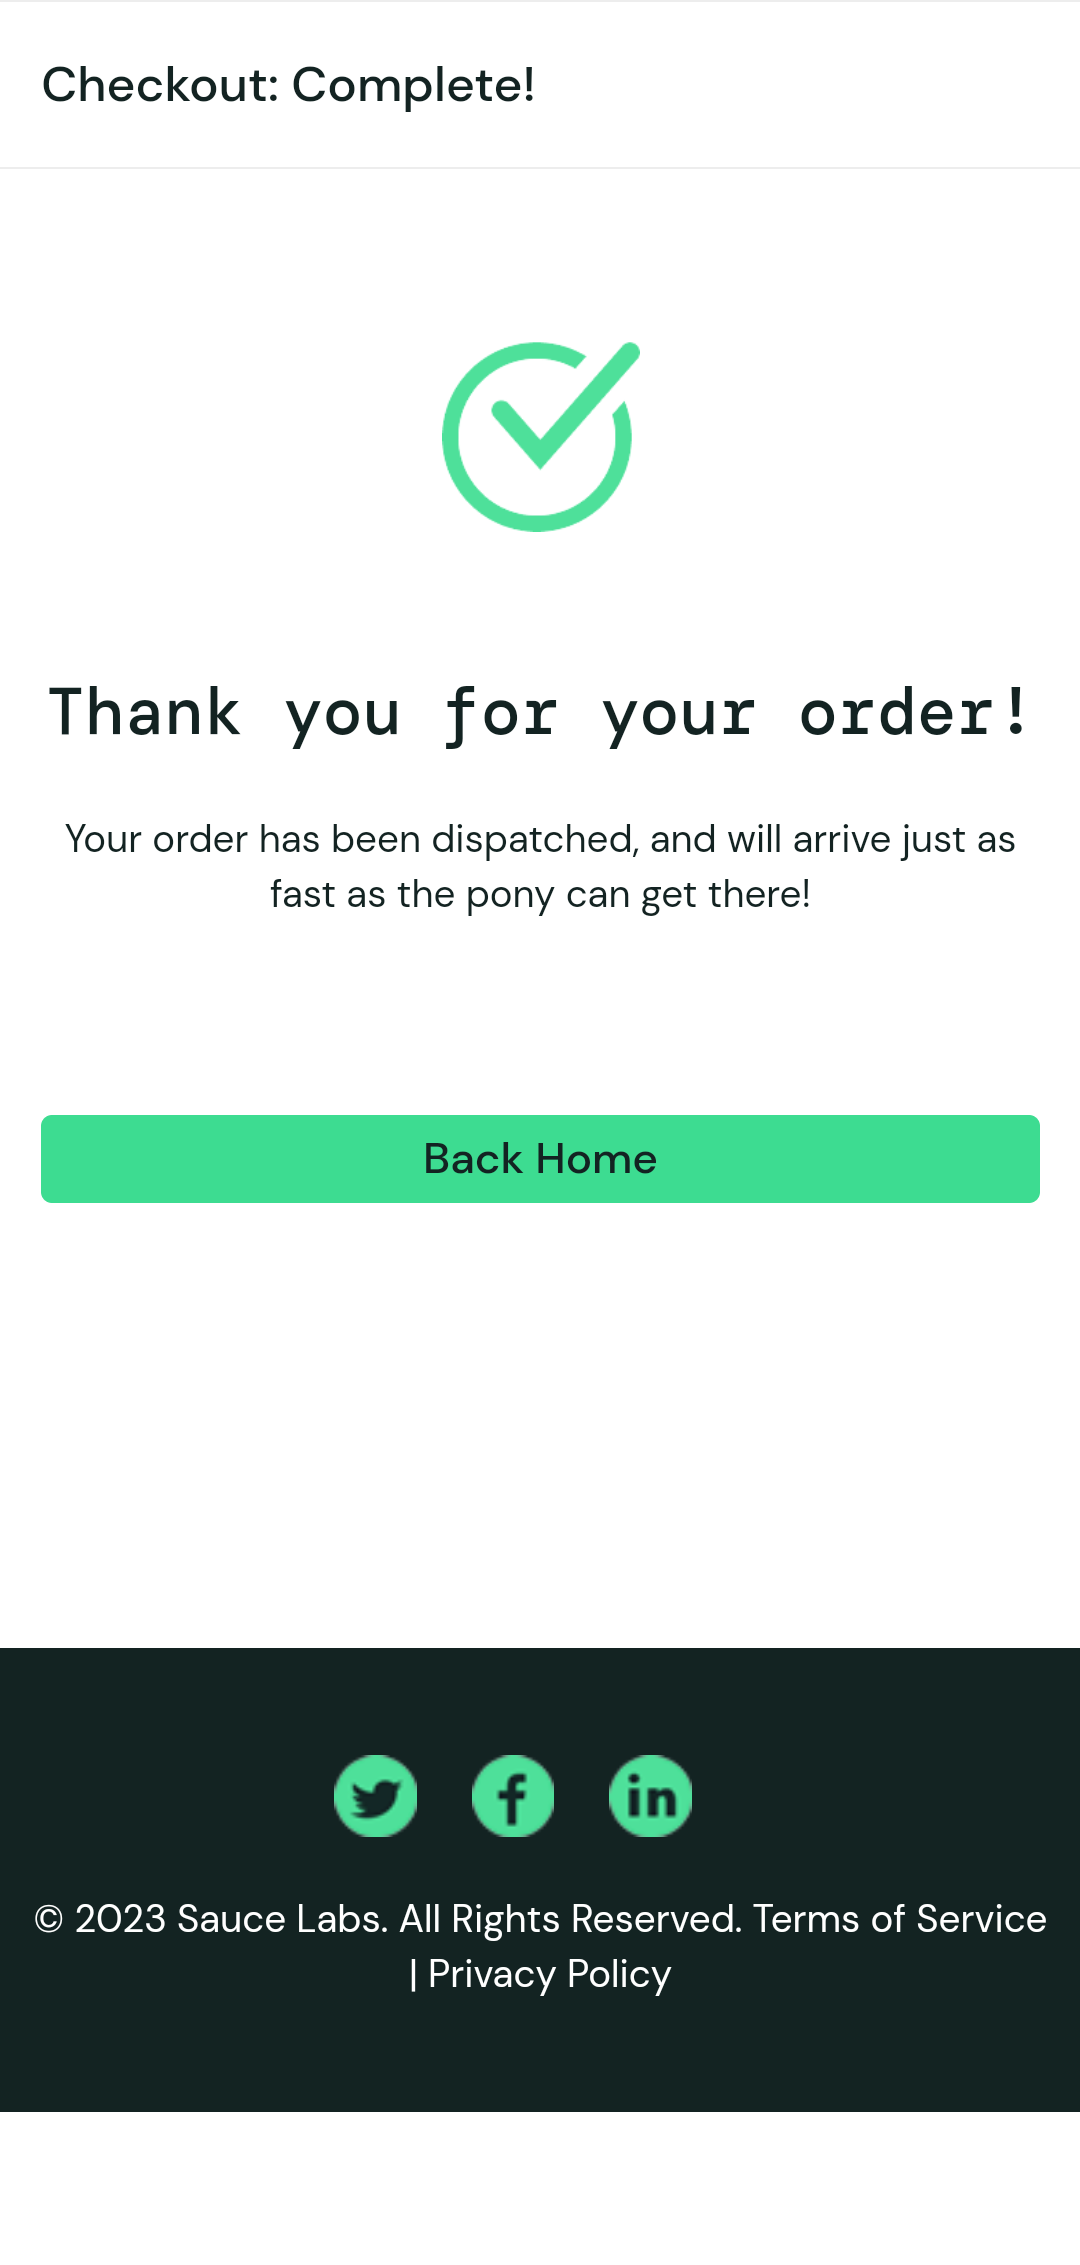 Checkout: Complete!
Thank you for your order!
Your order has been dispatched, and will arrive just as
fast as the pony can get there!
Back Home
© 2023 Sauce Labs. All Rights Reserved. Terms of Service
| Privacy Policy